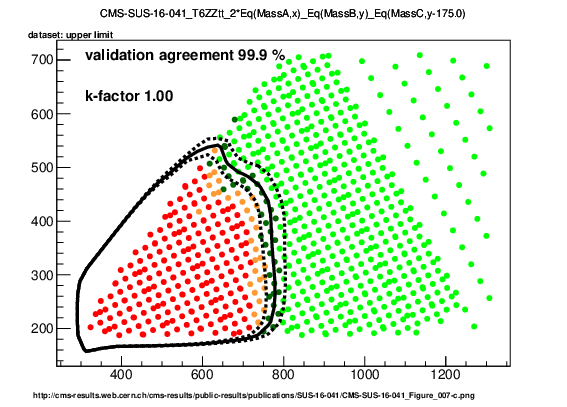 CMS-SUS-16-041_T6ZZtt_2*Eq(MassA,x)_Eq(MassB,y)_Eq(MassC,y-175.0)
dataset: upper limit
validation agreement 99.9 %
k-factor 1.00
700
600
500
400
300
200
400 600 800 1000 1200
http://cms-results.web.cern.ch/cms-results/public-results/publications/SUS-16-041/CMS-SUS-16-041_Figure_007-c.png